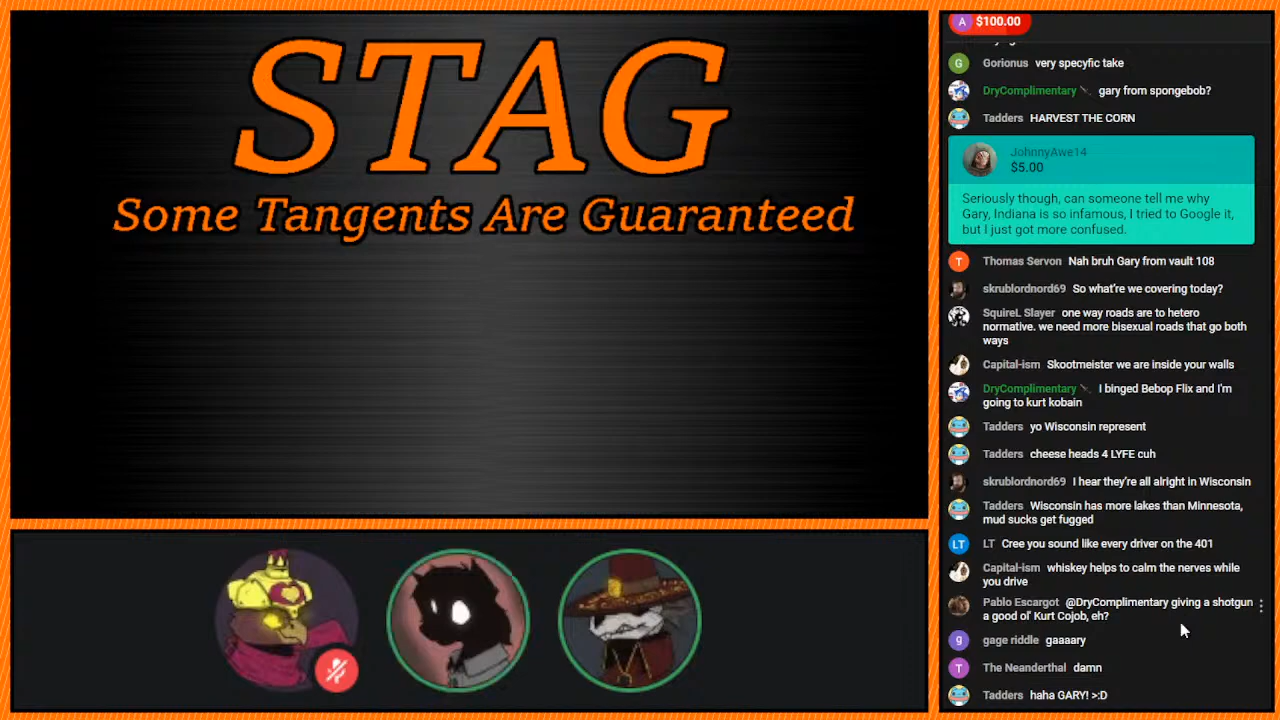 STAG
Some Tangents Are Guaranteed
A $100.00
G Gorionus very specyfic take
DryComplimentary gary from spongebob?
Tadders HARVEST THE CORN
JohnnyAwe14
$5.00
Seriously though, can someone tell me why
Gary, Indiana is so infamous, I tried to Google it,
but I just got more confused.
T Thomas Servon Nah bruh Gary from vault 108
skrublordnord69 So what're we covering today?
SquireL Slayer one way roads are to hetero
normative. we need more bisexual roads that go both
ways
Capital-ism Skootmeister we are inside your walls
DryComplimentary I binged Bebop Flix and I'm
going to kurt kobain
Tadders yo Wisconsin represent
Tadders cheese heads 4 LYFE cuh
skrublordnord69 I hear they're all alright in Wisconsin
Tadders Wisconsin has more lakes than Minnesota,
mud sucks get fugged
LT LT Cree you sound like every driver on the 401
Capital-ism whiskey helps to calm the nerves while
you drive
Pablo Escargot @DryComplimentary giving a shotgun
a good ol' Kurt Cojob, eh?
g gage riddle gaaaary
T The Neanderthal damn
Tadders haha GARY! >:D